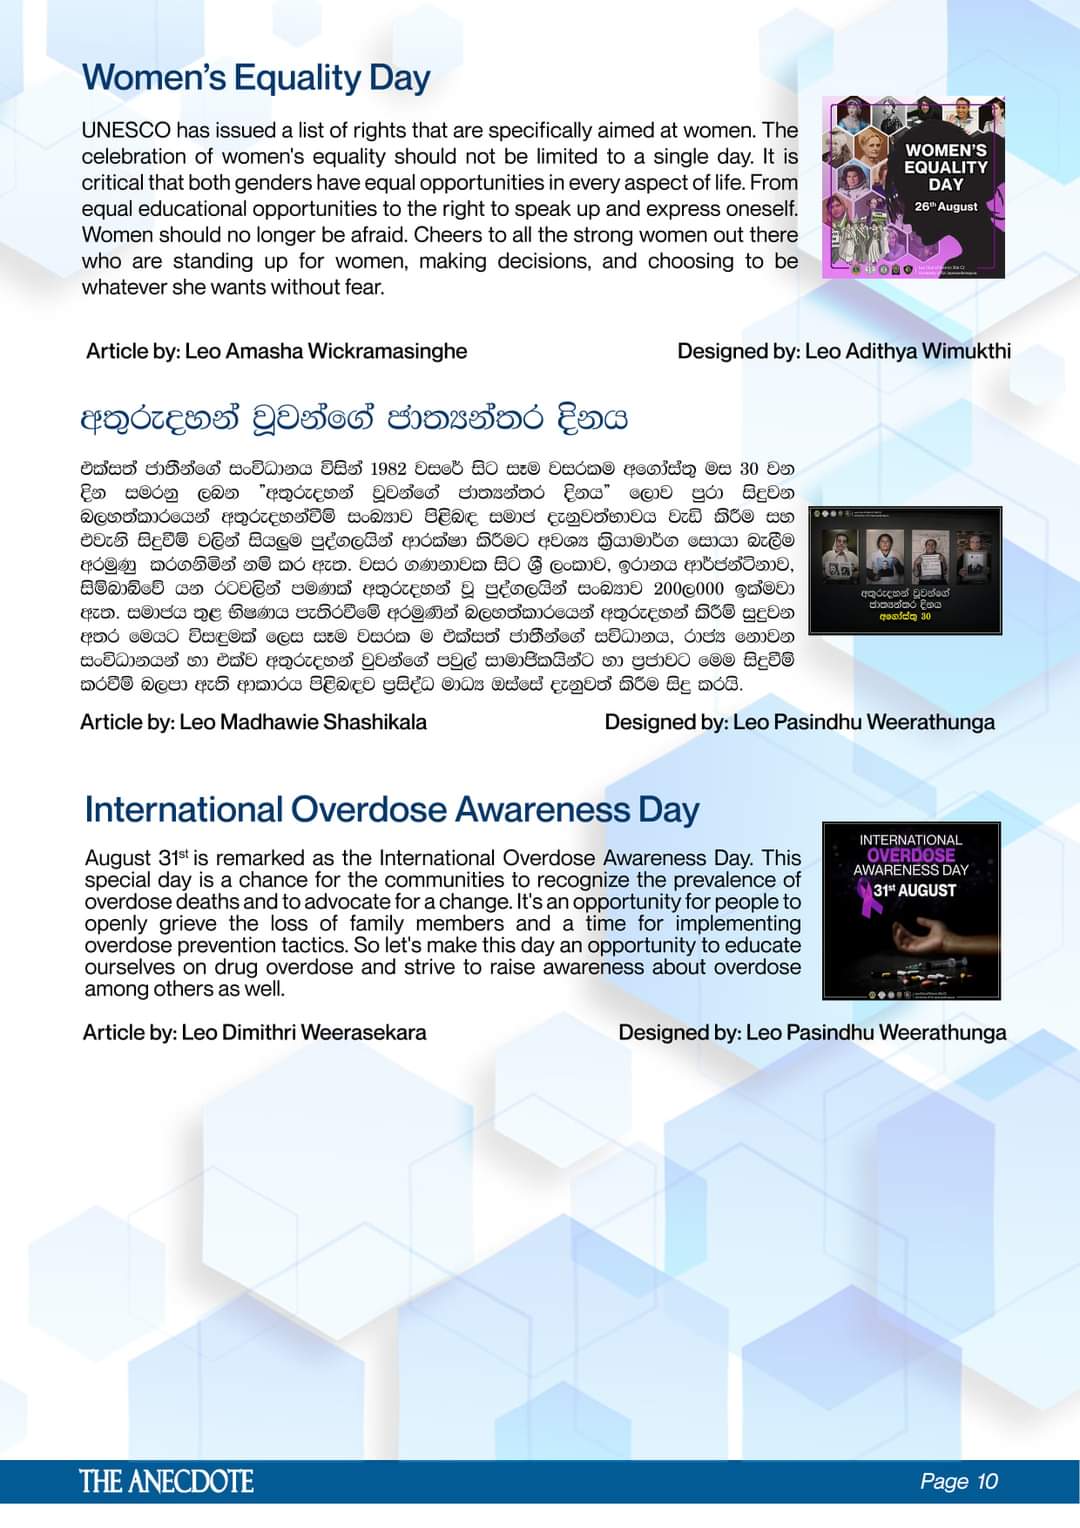 Women's Equality Day
UNESCO has issued a list of rights that are specifically aimed at women. The
celebration of women's equality should not be limited to a single day. It is
critical that both genders have equal opportunities in every aspect of life. From
equal educational opportunities to the right to speak up and express oneself.
Women should no longer be afraid. Cheers to all the strong women out there
who are standing up for women, making decisions, and choosing to be
whatever she wants without fear.
WOMEN'S
EQUALITY
DAY
26th August
Article by: Leo Amasha Wickramasinghe
Designed by: Leo Adithya Wimukthi
අතුරුදහන් වූවන්ගේ ජාත්‍යන්තර දිනය
එක්සත් ජාතීන්ගේ සංවිධානය විසින් 1982 වසරේ සිට සෑම වසරකම අගෝස්තු මස 30 වන
දින සමරනු ලබන "අතුරුදහන් වූවන්ගේ ජාත්‍යන්තර දිනය" ලොව පුරා සිදුවන
බලහත්කාරයෙන් අතුරුදහන්වීම් සංඛ්‍යාව පිළිබඳ සමාජ දැනුවත්භාවය වැඩි කිරීම සහ
එවැනි සිදුවීම් වලින් සියලුම පුද්ගලයින් ආරක්ෂා කිරීමට අවශ්‍ය ක්‍රියාමාර්ග සොයා බැලීම
අරමුණු කරගනිමින් නම් කර ඇත. වසර ගණනාවක සිට ශ්‍රී ලංකාව, ඉරානය ආර්ජන්ටිනාව,
සිම්බාබ්වේ යන රටවලින් පමණක් අතුරුදහන් වූ පුද්ගලයින් සංඛ්‍යාව 200ල000 ඉක්මවා
ඇත. සමාජය තුළ භීෂණය පැතිරවීමේ අරමුණින් බලහත්කාරයෙන් අතුරුදහන් කිරීම් සුදුවන
අතර මෙයට විසඳුමක් ලෙස සෑම වසරක ම එක්සත් ජාතීන්ගේ සවිධානය, රාජ්‍ය නොවන
සංවිධානයන් හා එක්ව අතුරුදහන් වුවන්ගේ පවුල් සාමාජිකයින්ට හා ප්‍රජාවට මෙම සිදුවීම්
කරවීම් බලපා ඇති ආකාරය පිළිබඳව ප්‍රසිද්ධ මාධ්‍ය ඔස්සේ දැනුවත් කිරීම සිදු කරයි.
අතුරුදහන් වූවන්ගේ
ජාත්‍යන්තර දිනය
අගෝස්තු 30
Article by: Leo Madhawie Shashikala
Designed by: Leo Pasindhu Weerathunga
International Overdose Awareness Day
August 31st is remarked as the International Overdose Awareness Day. This
special day is a chance for the communities to recognize the prevalence of
overdose deaths and to advocate for a change. It's an opportunity for people to
openly grieve the loss of family members and a time for implementing
overdose prevention tactics. So let's make this day an opportunity to educate
ourselves on drug overdose and strive to raise awareness about overdose
among others as well.
INTERNATIONAL
OVERDOSE
AWARENESS DAY
31st AUGUST
Article by: Leo Dimithri Weerasekara
Designed by: Leo Pasindhu Weerathunga
THE ANECDOTE
Page 10